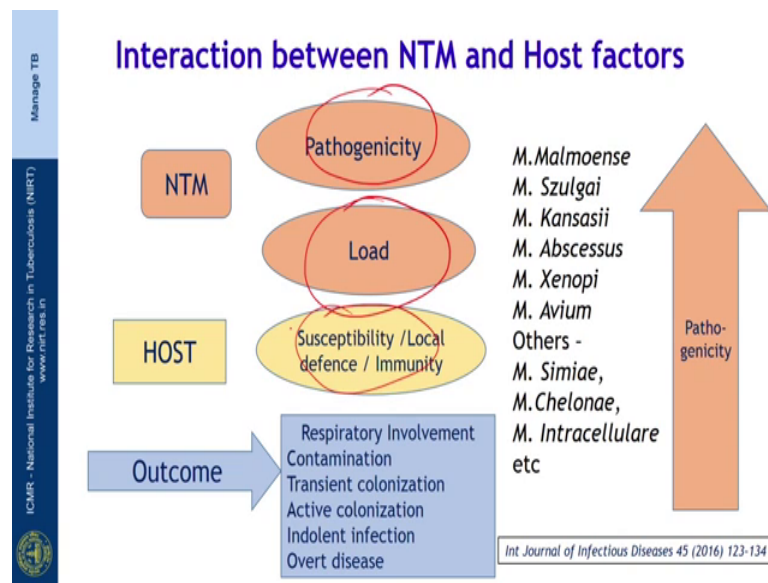 Interaction between NTM and Host factors
Manage TB
ICMR - National Institute for Research in Tuberculosis (NIRT)
www.nirt.res.in
NTM
Pathogenicity
Load
HOST
Susceptibility /Local
defence / Immunity
Outcome
Respiratory Involvement
Contamination
Transient colonization
Active colonization
Indolent infection
Overt disease
M.Malmoense
M. Szulgai
M. Kansasii
M. Abscessus
M. Xenopi
M. Avium
Others -
M. Simiae,
M.Chelonae,
M. Intracellulare
etc
Patho-
genicity
Int Journal of Infectious Diseases 45 (2016) 123-134